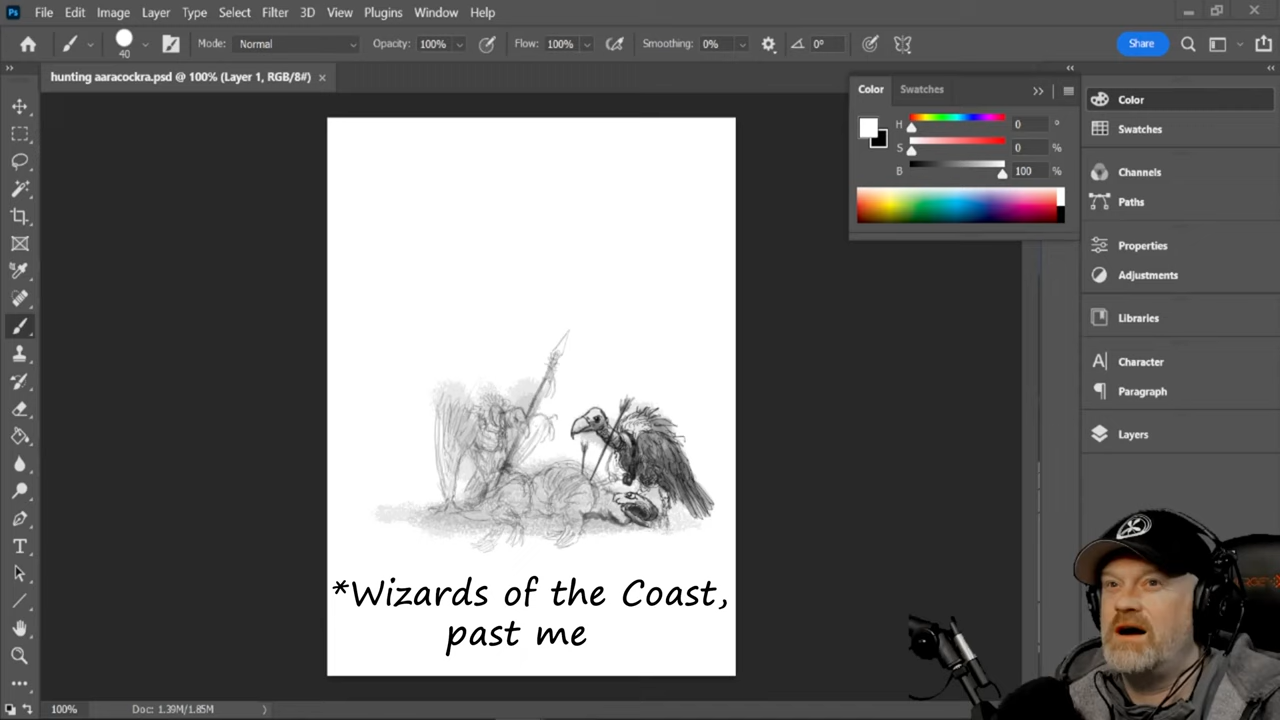 Ps File Edit Image Layer Type Select Filter 3D View Plugins Window Help
40 Mode: Normal Opacity: 100% Flow: 100% Smoothing: 0% 0° Share
hunting aaracockra.psd @ 100% (Layer 1, RGB/8#) ×
Color Swatches
H 0 °
S 0 %
B 100 %
Color
Swatches
Channels
Paths
Properties
Adjustments
Libraries
Character
Paragraph
Layers
*Wizards of the Coast,
past me
100% Doc: 1.39M/1.85M